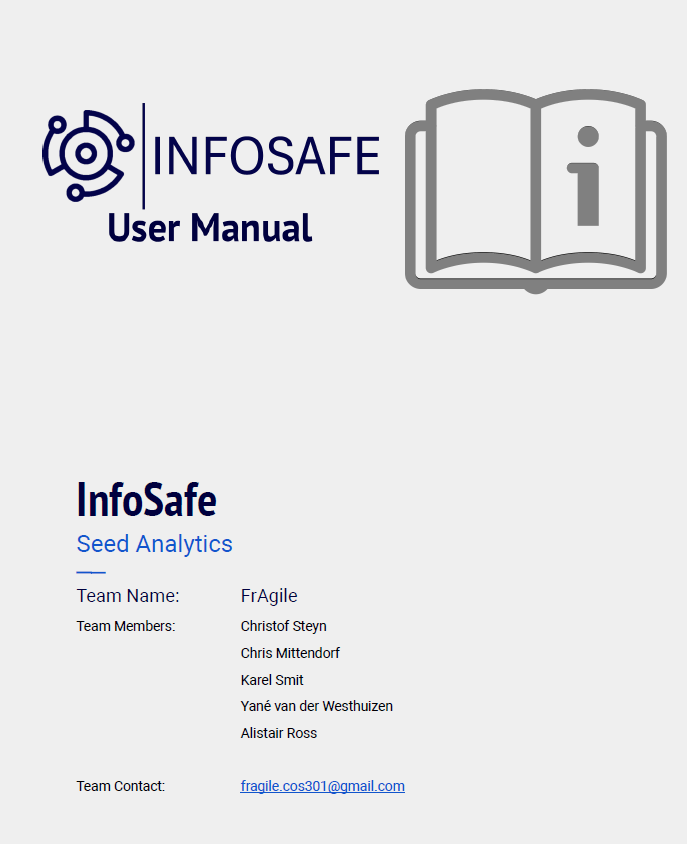 INFOSAFE
User Manual
InfoSafe
Seed Analytics
Team Name: FrAgile
Team Members: Christof Steyn
Chris Mittendorf
Karel Smit
Yané van der Westhuizen
Alistair Ross
Team Contact: fragile.cos301@gmail.com